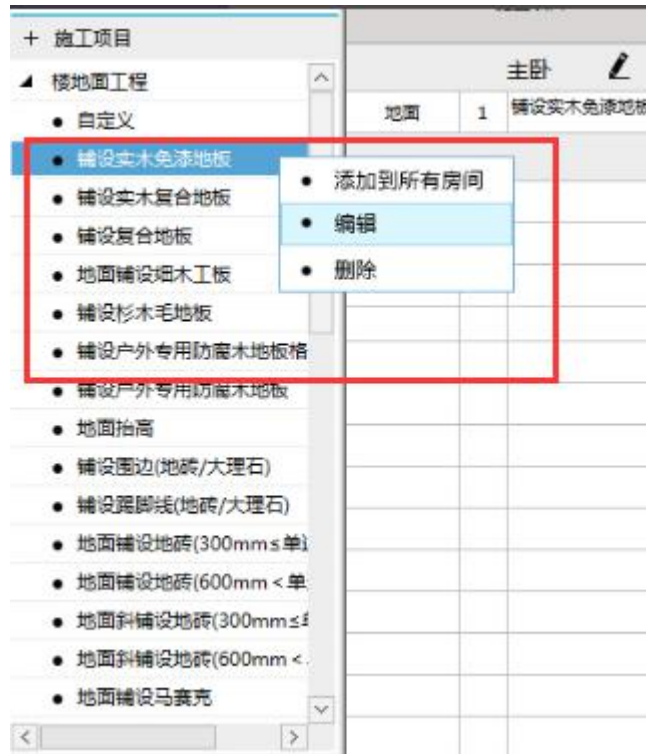 + 施工项目
楼地面工程
主卧
自定义
地面 1 铺设实木免漆地板
铺设实木免漆地板
添加到所有房间
铺设实木复合地板
编辑
铺设复合地板
地面铺设细木工板
删除
铺设杉木毛地板
铺设户外专用防腐木地板格
铺设户外专用防腐木地板
地面抬高
铺设围边(地砖/大理石)
铺设踢脚线(地砖/大理石)
地面铺设地砖(300mm≤单边
地面铺设地砖(600mm<单
地面斜铺设地砖(300mm≤单
地面斜铺设地砖(600mm<
地面铺设马赛克